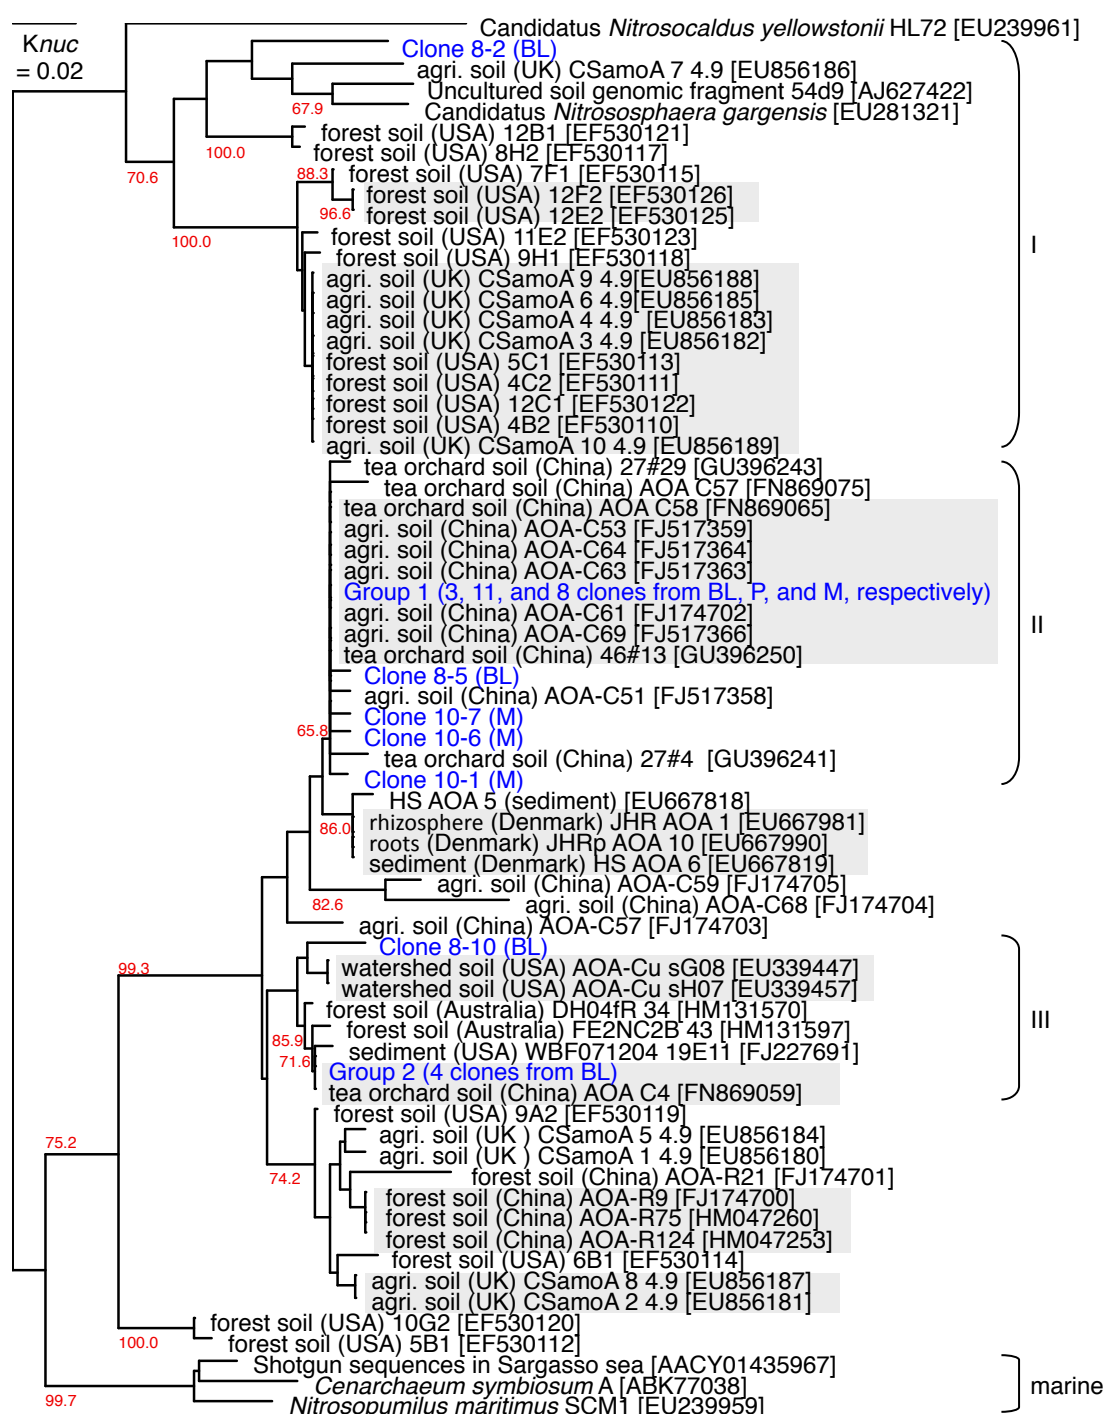 Candidatus Nitrosocaldus yellowstonii HL72 [EU239961]
Knuc
= 0.02
Clone 8-2 (BL)
agri. soil (UK) CSamoA 7 4.9 [EU856186]
Uncultured soil genomic fragment 54d9 [AJ627422]
67.9
Candidatus Nitrososphaera gargensis [EU281321]
forest soil (USA) 12B1 [EF530121]
100.0
forest soil (USA) 8H2 [EF530117]
70.6
88.3
forest soil (USA) 7F1 [EF530115]
forest soil (USA) 12F2 [EF530126]
96.6
forest soil (USA) 12E2 [EF530125]
100.0
forest soil (USA) 11E2 [EF530123]
I
forest soil (USA) 9H1 [EF530118]
agri. soil (UK) CSamoA 9 4.9[EU856188]
agri. soil (UK) CSamoA 6 4.9[EU856185]
agri. soil (UK) CSamoA 4 4.9 [EU856183]
agri. soil (UK) CSamoA 3 4.9 [EU856182]
forest soil (USA) 5C1 [EF530113]
forest soil (USA) 4C2 [EF530111]
forest soil (USA) 12C1 [EF530122]
forest soil (USA) 4B2 [EF530110]
agri. soil (UK) CSamoA 10 4.9 [EU856189]
tea orchard soil (China) 27#29 [GU396243]
tea orchard soil (China) AOA C57 [FN869075]
tea orchard soil (China) AOA C58 [FN869065]
agri. soil (China) AOA-C53 [FJ517359]
agri. soil (China) AOA-C64 [FJ517364]
agri. soil (China) AOA-C63 [FJ517363]
Group 1 (3, 11, and 8 clones from BL, P, and M, respectively)
agri. soil (China) AOA-C61 [FJ174702]
II
agri. soil (China) AOA-C69 [FJ517366]
tea orchard soil (China) 46#13 [GU396250]
Clone 8-5 (BL)
agri. soil (China) AOA-C51 [FJ517358]
Clone 10-7 (M)
65.8
Clone 10-6 (M)
tea orchard soil (China) 27#4 [GU396241]
Clone 10-1 (M)
HS AOA 5 (sediment) [EU667818]
86.0
rhizosphere (Denmark) JHR AOA 1 [EU667981]
roots (Denmark) JHRp AOA 10 [EU667990]
sediment (Denmark) HS AOA 6 [EU667819]
agri. soil (China) AOA-C59 [FJ174705]
82.6
agri. soil (China) AOA-C68 [FJ174704]
agri. soil (China) AOA-C57 [FJ174703]
Clone 8-10 (BL)
99.3
watershed soil (USA) AOA-Cu sG08 [EU339447]
watershed soil (USA) AOA-Cu sH07 [EU339457]
forest soil (Australia) DH04fR 34 [HM131570]
III
forest soil (Australia) FE2NC2B 43 [HM131597]
85.9
sediment (USA) WBF071204 19E11 [FJ227691]
71.6
Group 2 (4 clones from BL)
tea orchard soil (China) AOA C4 [FN869059]
forest soil (USA) 9A2 [EF530119]
agri. soil (UK ) CSamoA 5 4.9 [EU856184]
75.2
agri. soil (UK ) CSamoA 1 4.9 [EU856180]
74.2
forest soil (China) AOA-R21 [FJ174701]
forest soil (China) AOA-R9 [FJ174700]
forest soil (China) AOA-R75 [HM047260]
forest soil (China) AOA-R124 [HM047253]
forest soil (USA) 6B1 [EF530114]
agri. soil (UK) CSamoA 8 4.9 [EU856187]
agri. soil (UK) CSamoA 2 4.9 [EU856181]
forest soil (USA) 10G2 [EF530120]
100.0
forest soil (USA) 5B1 [EF530112]
Shotgun sequences in Sargasso sea [AACY01435967]
Cenarchaeum symbiosum A [ABK77038]
marine
99.7
Nitrosopumilus maritimus SCM1 [EU239959]